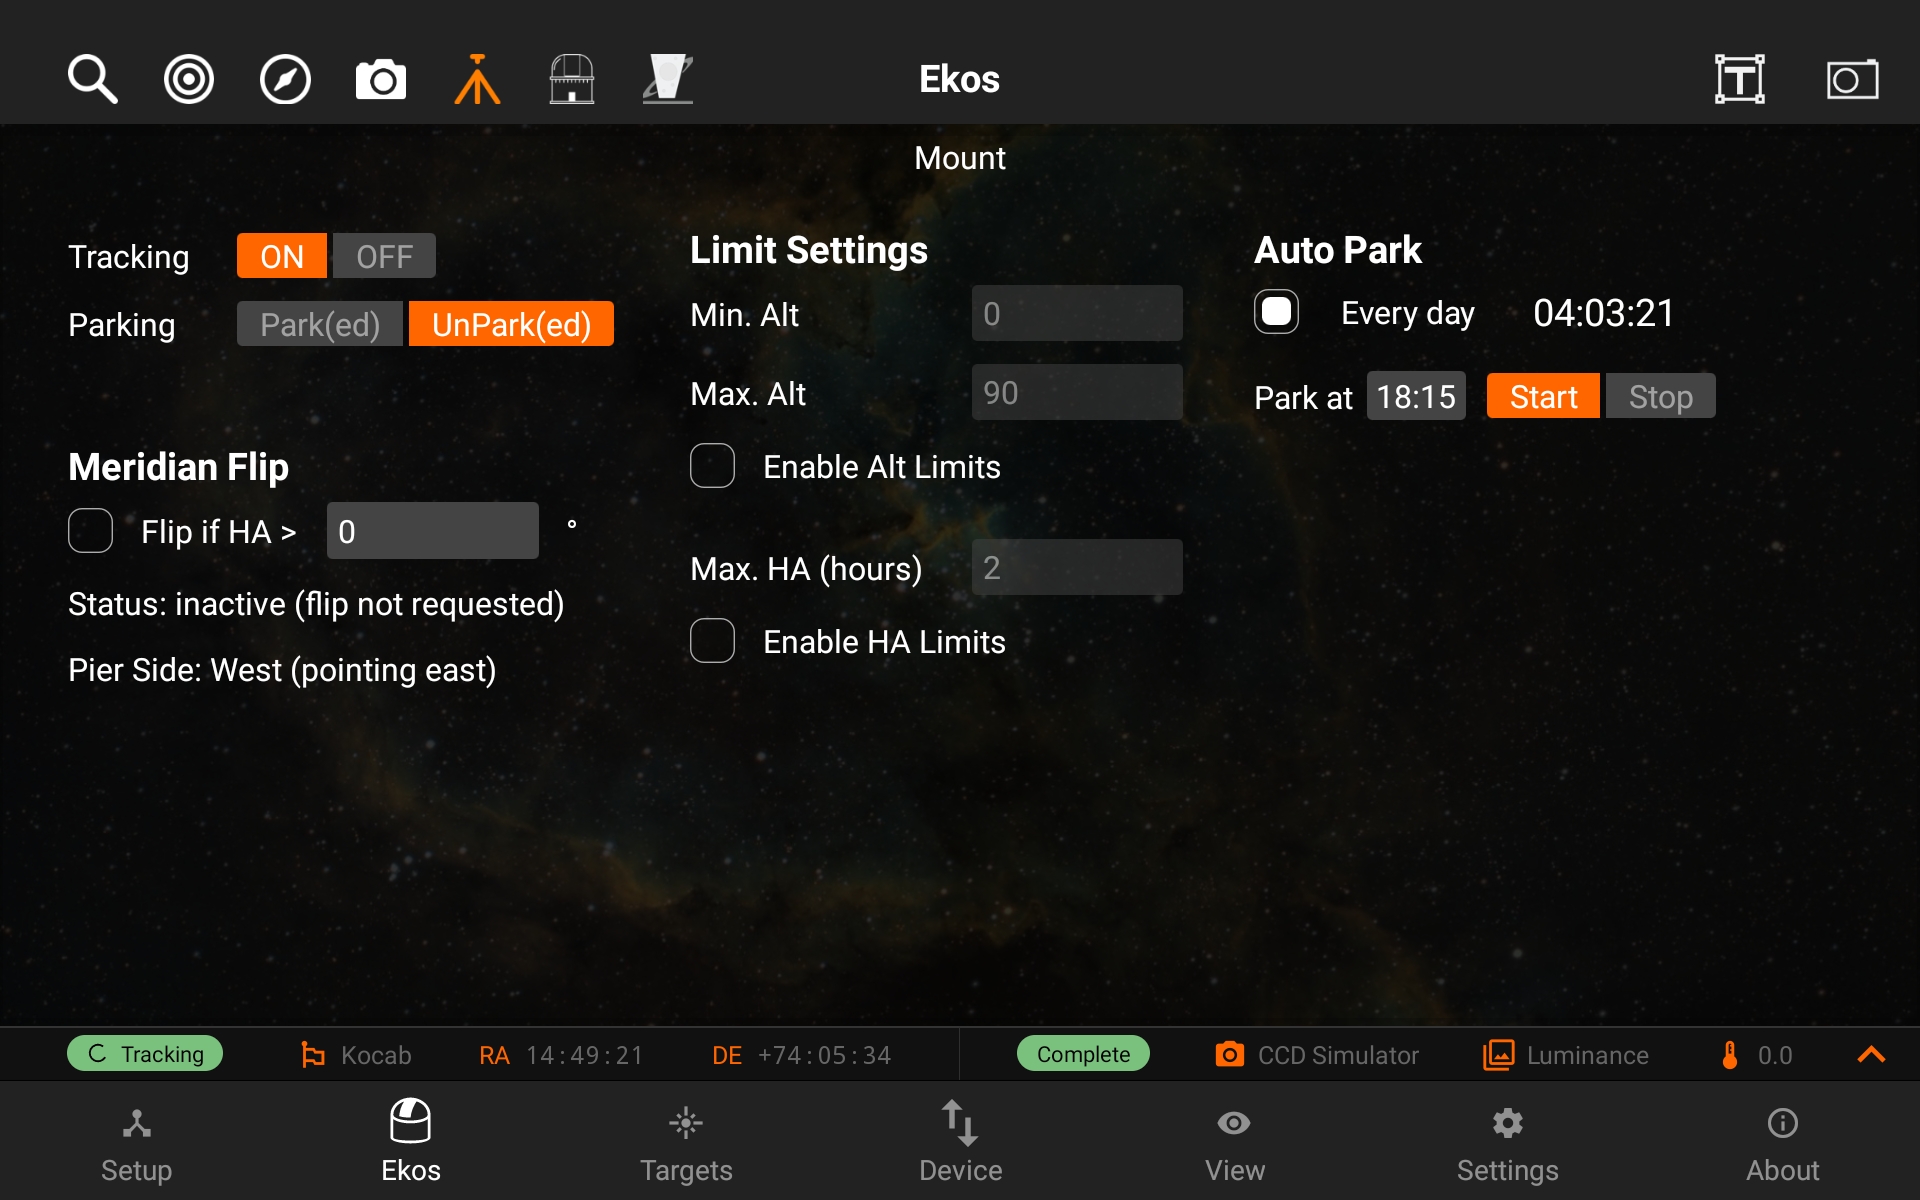 Ekos
Mount
Tracking ON OFF
Parking Park(ed) UnPark(ed)
Meridian Flip
Flip if HA > 0 °
Status: inactive (flip not requested)
Pier Side: West (pointing east)
Limit Settings
Min. Alt 0
Max. Alt 90
Enable Alt Limits
Max. HA (hours) 2
Enable HA Limits
Auto Park
Every day 04:03:21
Park at 18:15 Start Stop
Tracking Kocab RA 14:49:21 DE +74:05:34 Complete CCD Simulator Luminance 0.0
Setup Ekos Targets Device View Settings About